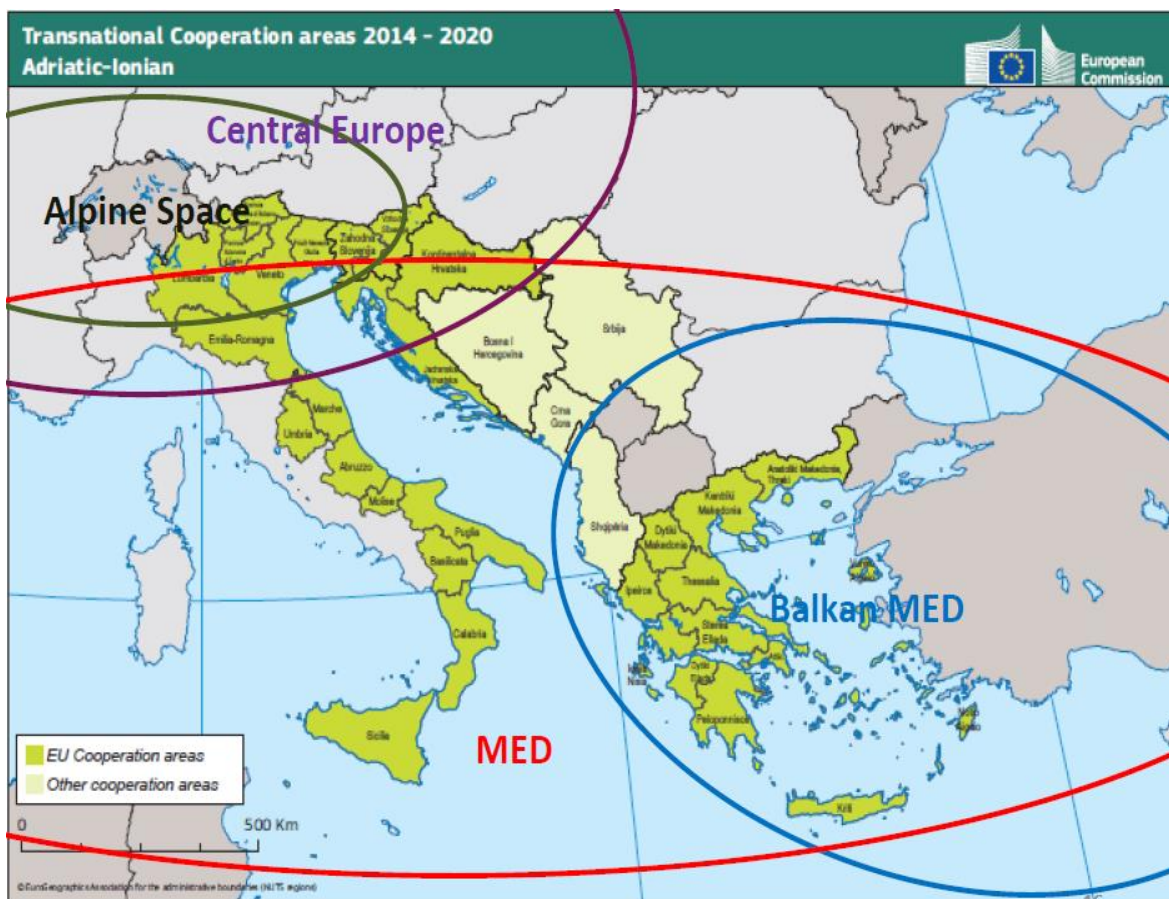 Transnational Cooperation areas 2014 - 2020
Adriatic-Ionian
European
Commission
Central Europe
Alpine Space
Lombardia
Veneto
Zahodna
Slovenija
Kontinentalna
Hrvatska
Emilia-Romagna
Bosna I
Hercegovina
Srbija
Jadranska
Hrvatska
Crna
Gora
Marche
Umbria
Abruzzo
Molise
Puglia
Basilicata
Calabria
Sicilia
Shqipëria
Anatoliki Makedonia,
Thraki
Kentriki
Makedonia
Dytiki
Makedonia
Ipeiros
Thessalia
Balkan MED
Sterea
Ellada
Attiki
Ionia
Nisia
Dytiki
Ellada
Peloponnisos
Notio
Aigaio
Kriti
MED
EU Cooperation areas
Other cooperation areas
0 500 Km
© EuroGeographics Association for the administrative boundaries (NUTS regions)